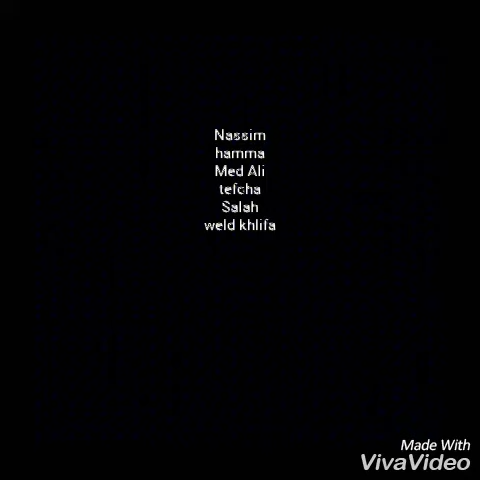 Nassim
hamma
Med Ali
tefcha
Salah
weld khlifa
Made With
VivaVideo